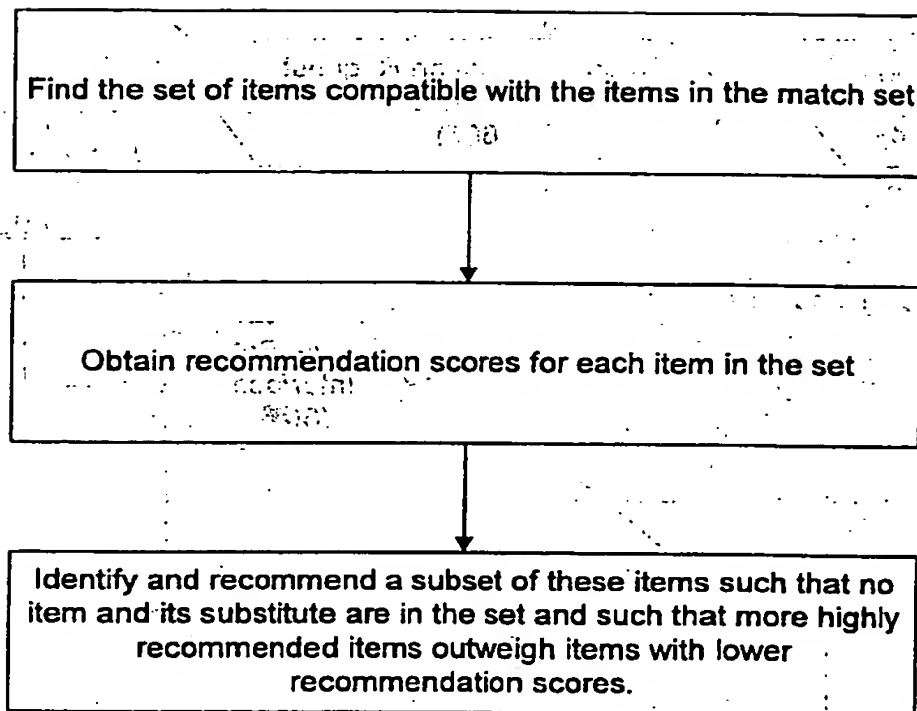 Find the set of items compatible with the items in the match set
Obtain recommendation scores for each item in the set
Identify and recommend a subset of these items such that no
item and its substitute are in the set and such that more highly
recommended items outweigh items with lower
recommendation scores.